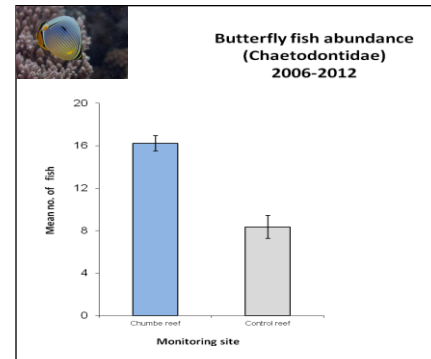 Butterfly fish abundance
(Chaetodontidae)
2006-2012
20
16
12
8
4
0
Mean no. of fish
Chumbe reef
Control reef
Monitoring site